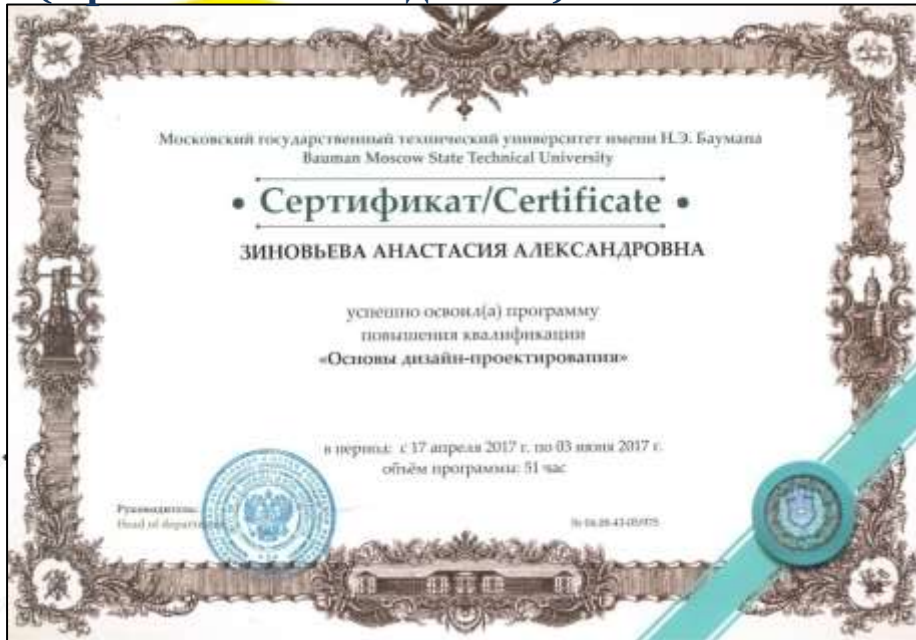 Московский государственный технический университет имени Н.Э. Баумана
Bauman Moscow State Technical University
• Сертификат/Certificate •
ЗИНОВЬЕВА АНАСТАСИЯ АЛЕКСАНДРОВНА
успешно освоил(а) программу
повышения квалификации
«Основы дизайн-проектирования»
в период: с 17 апреля 2017 г. по 03 июня 2017 г.
объём программы: 51 час
Руководитель:
Head of department